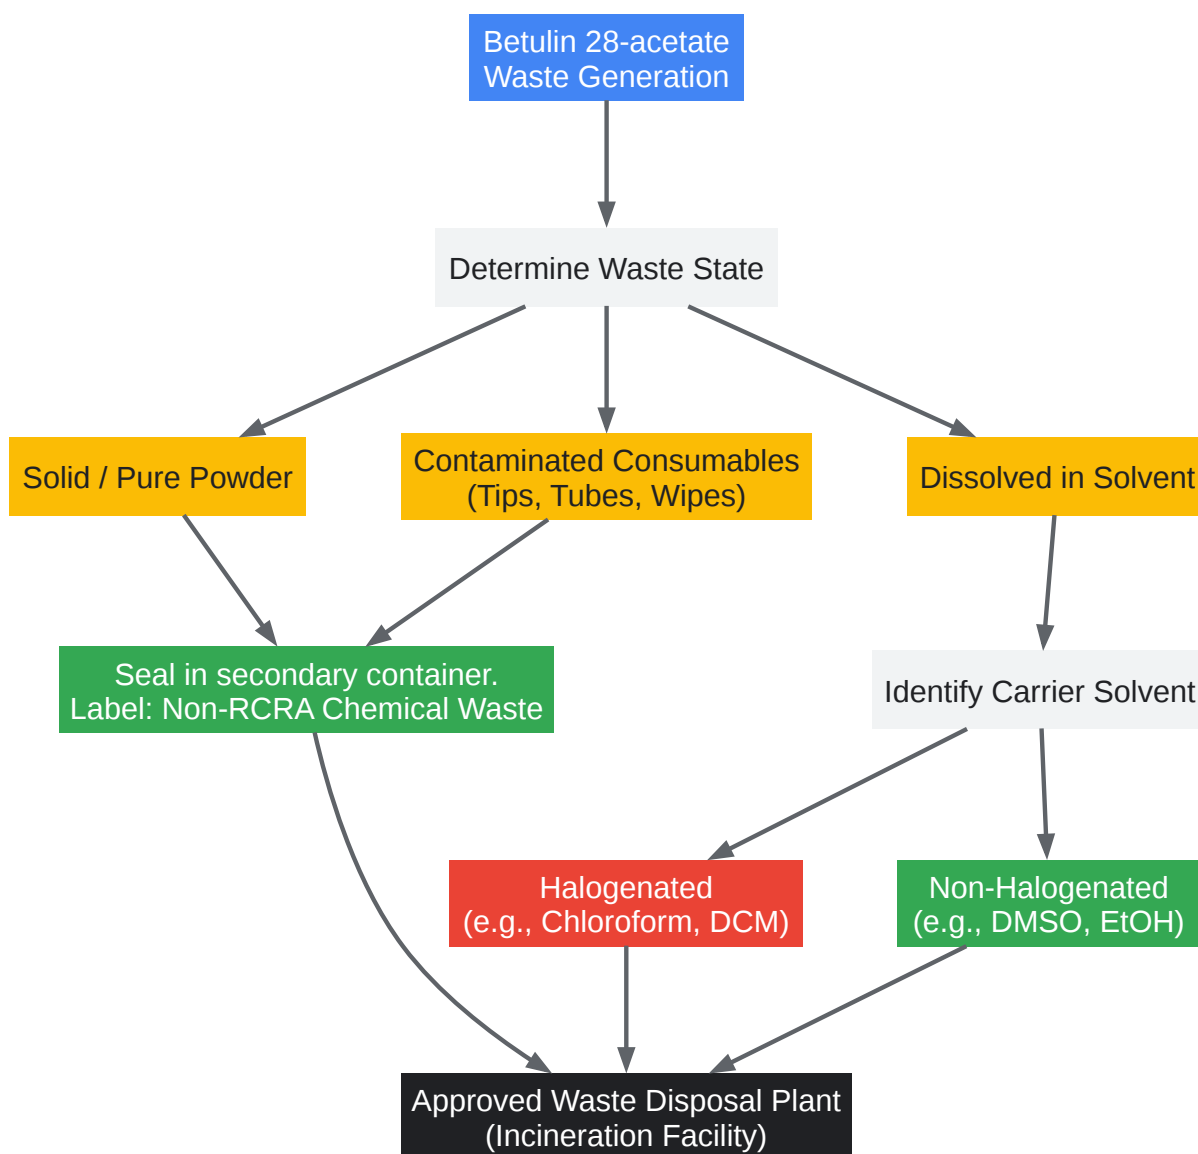 Betulin 28-acetate
Waste Generation
Determine Waste State
Solid / Pure Powder
Contaminated Consumables
(Tips, Tubes, Wipes)
Dissolved in Solvent
Seal in secondary container.
Label: Non-RCRA Chemical Waste
Identify Carrier Solvent
Halogenated
(e.g., Chloroform, DCM)
Non-Halogenated
(e.g., DMSO, EtOH)
Approved Waste Disposal Plant
(Incineration Facility)